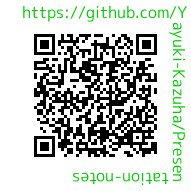 https://github.com/Y
ayuki-Kazuha/Presen
tation-notes